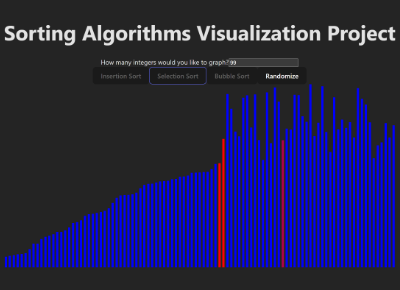 Sorting Algorithms Visualization Project
How many integers would you like to graph? 99
Insertion Sort Selection Sort Bubble Sort Randomize